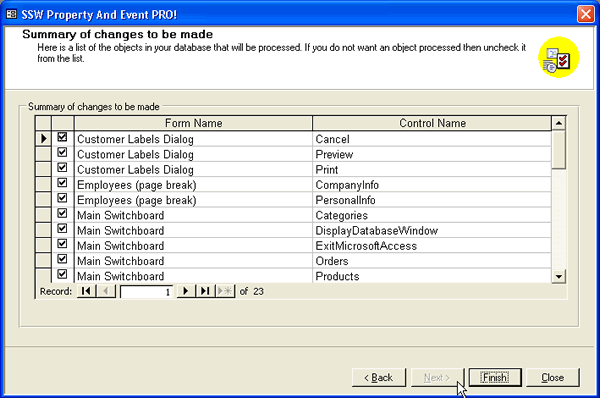 SSW Property And Event PRO!
Summary of changes to be made
Here is a list of the objects in your database that will be processed. If you do not want an object processed then uncheck it
from the list.
Summary of changes to be made
Form Name Control Name
Customer Labels Dialog Cancel
Customer Labels Dialog Preview
Customer Labels Dialog Print
Employees (page break) CompanyInfo
Employees (page break) PersonalInfo
Main Switchboard Categories
Main Switchboard DisplayDatabaseWindow
Main Switchboard ExitMicrosoftAccess
Main Switchboard Orders
Main Switchboard Products
Record: 1 of 23
< Back Next > Finish Close